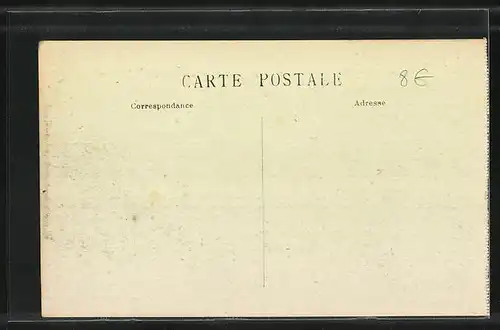 CARTE POSTALE 8€
Correspondance Adresse